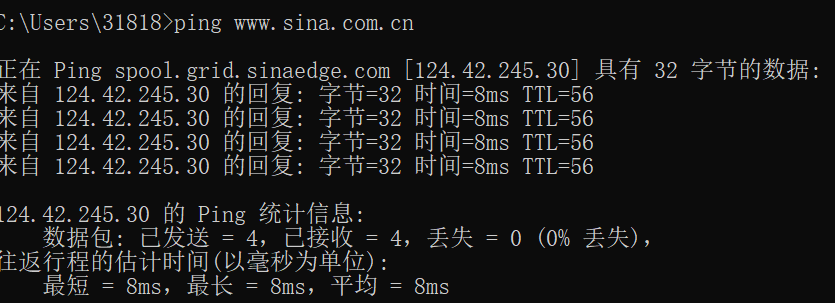 C:\Users\31818>ping www.sina.com.cn
正在 Ping spool.grid.sinaedge.com [124.42.245.30] 具有 32 字节的数据:
来自 124.42.245.30 的回复: 字节=32 时间=8ms TTL=56
来自 124.42.245.30 的回复: 字节=32 时间=8ms TTL=56
来自 124.42.245.30 的回复: 字节=32 时间=8ms TTL=56
来自 124.42.245.30 的回复: 字节=32 时间=8ms TTL=56
124.42.245.30 的 Ping 统计信息:
数据包: 已发送 = 4，已接收 = 4，丢失 = 0 (0% 丢失)，
往返行程的估计时间(以毫秒为单位):
最短 = 8ms，最长 = 8ms，平均 = 8ms